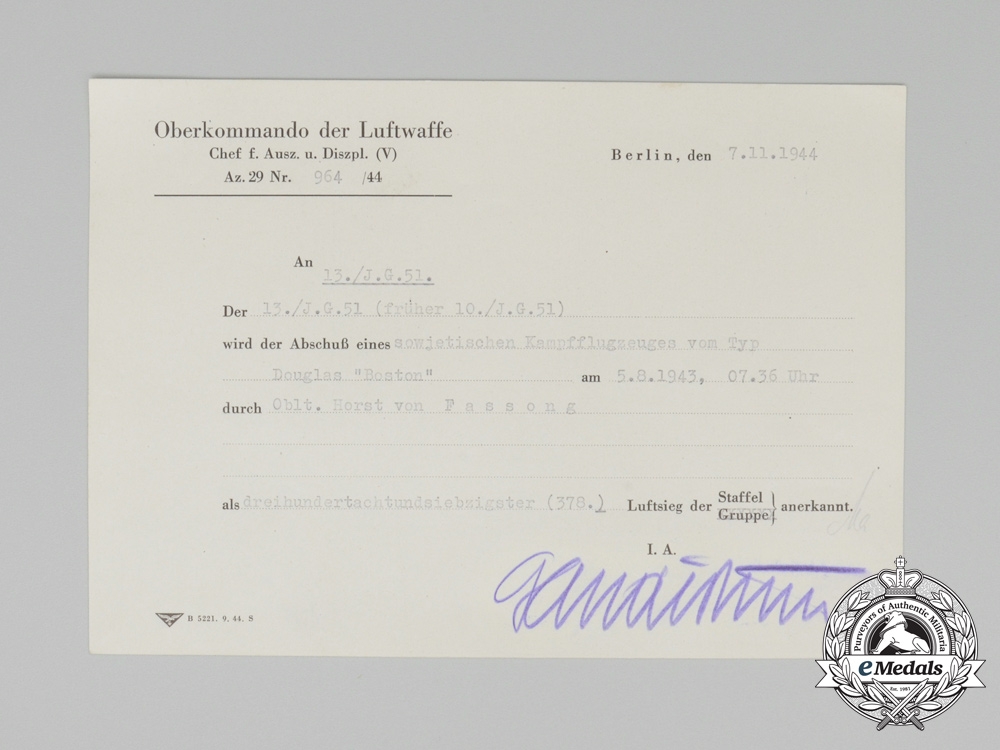 Oberkommando der Luftwaffe
Chef f. Ausz. u. Diszpl. (V)
Az. 29 Nr. 964 /44
Berlin, den 7.11.1944
An
13./J.G.51.
Der 13./J.G.51 (früher 10./J.G.51)
wird der Abschuß eines sowjetischen Kampfflugzeuges vom Typ
Douglas "Boston" am 5.8.1943, 07.36 Uhr
durch Oblt. Horst von F a s s o n g
als dreihundertachtundsiebzigster (378.) Luftsieg der Staffel
Gruppe anerkannt.
I. A.
B 5221. 9. 44. S
Purveyors of Authentic Militaria
eMedals
Est. 1967